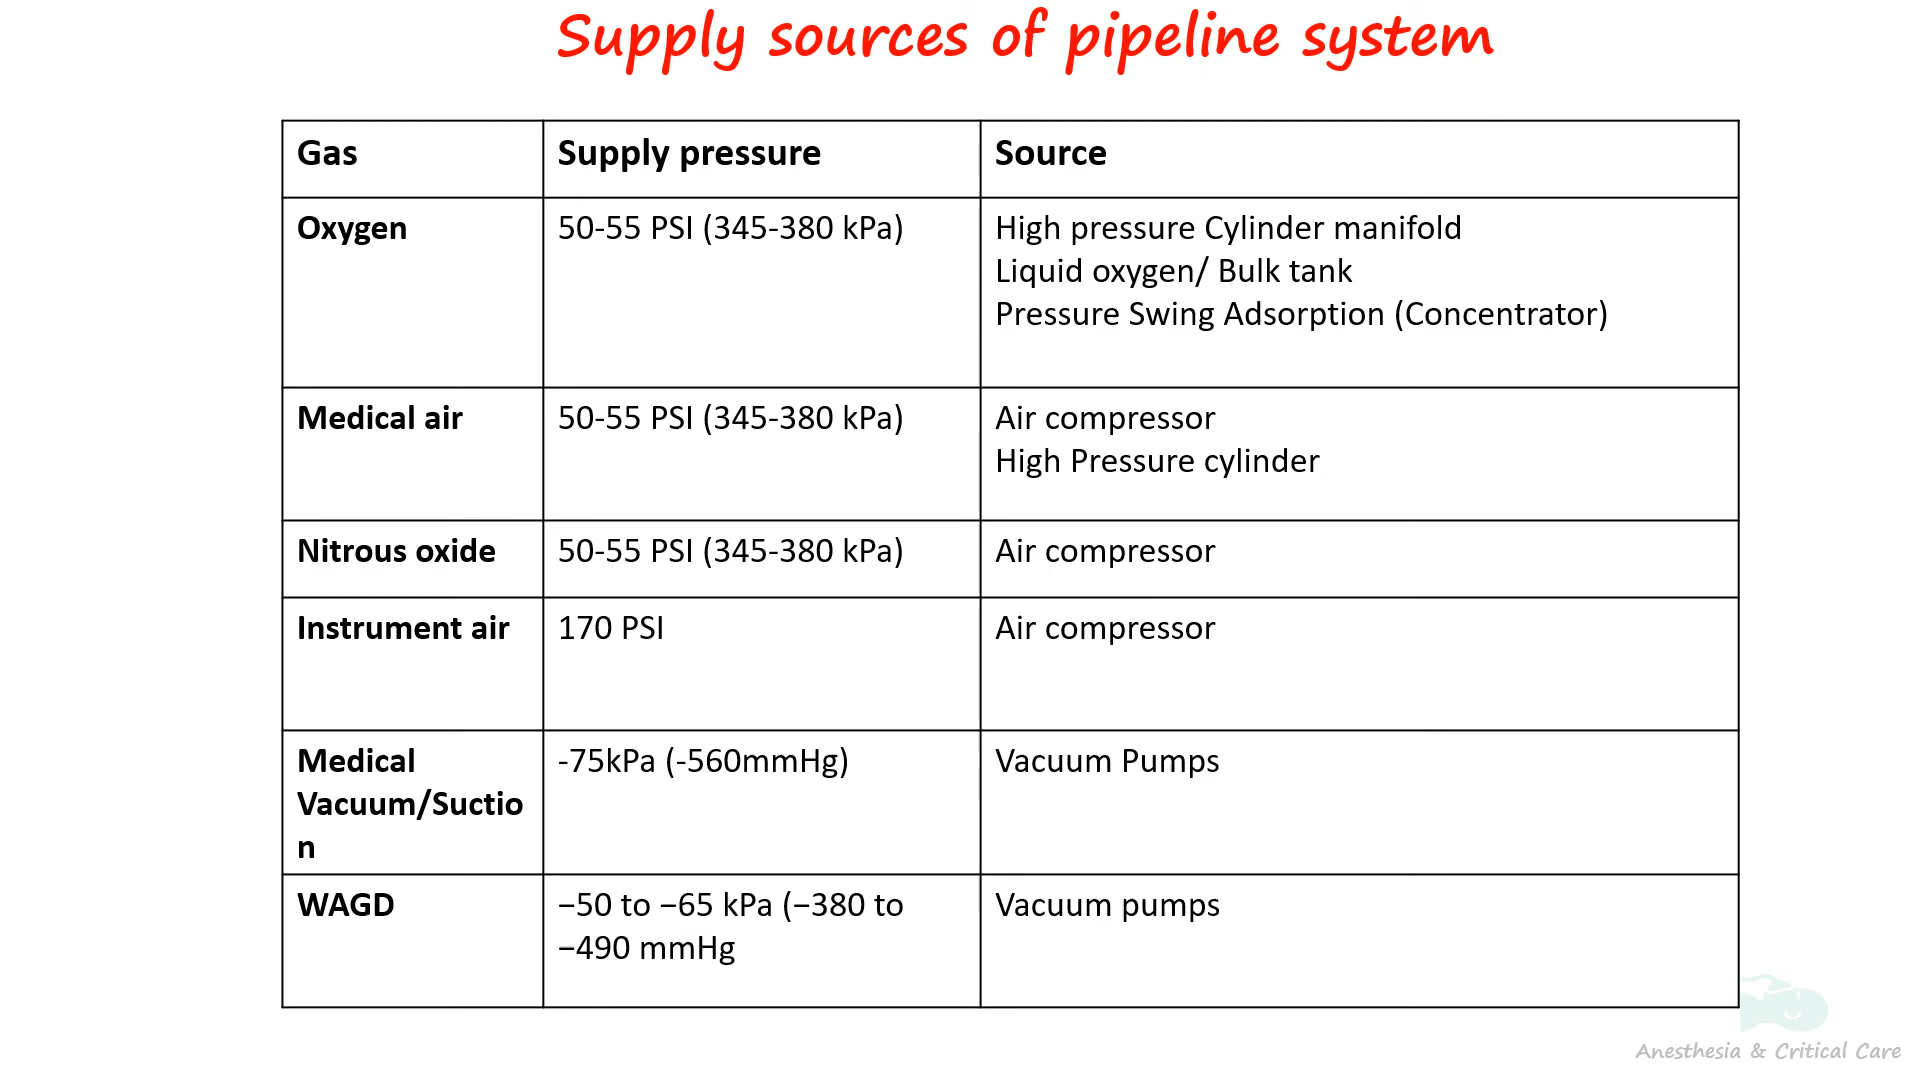 Supply sources of pipeline system
Gas
Supply pressure
Source
Oxygen
50-55 PSI (345-380 kPa)
High pressure Cylinder manifold
Liquid oxygen/ Bulk tank
Pressure Swing Adsorption (Concentrator)
Medical air
50-55 PSI (345-380 kPa)
Air compressor
High Pressure cylinder
Nitrous oxide
50-55 PSI (345-380 kPa)
Air compressor
Instrument air
170 PSI
Air compressor
Medical
Vacuum/Suctio
n
-75kPa (-560mmHg)
Vacuum Pumps
WAGD
−50 to −65 kPa (−380 to
−490 mmHg
Vacuum pumps
Anesthesia & Critical Care